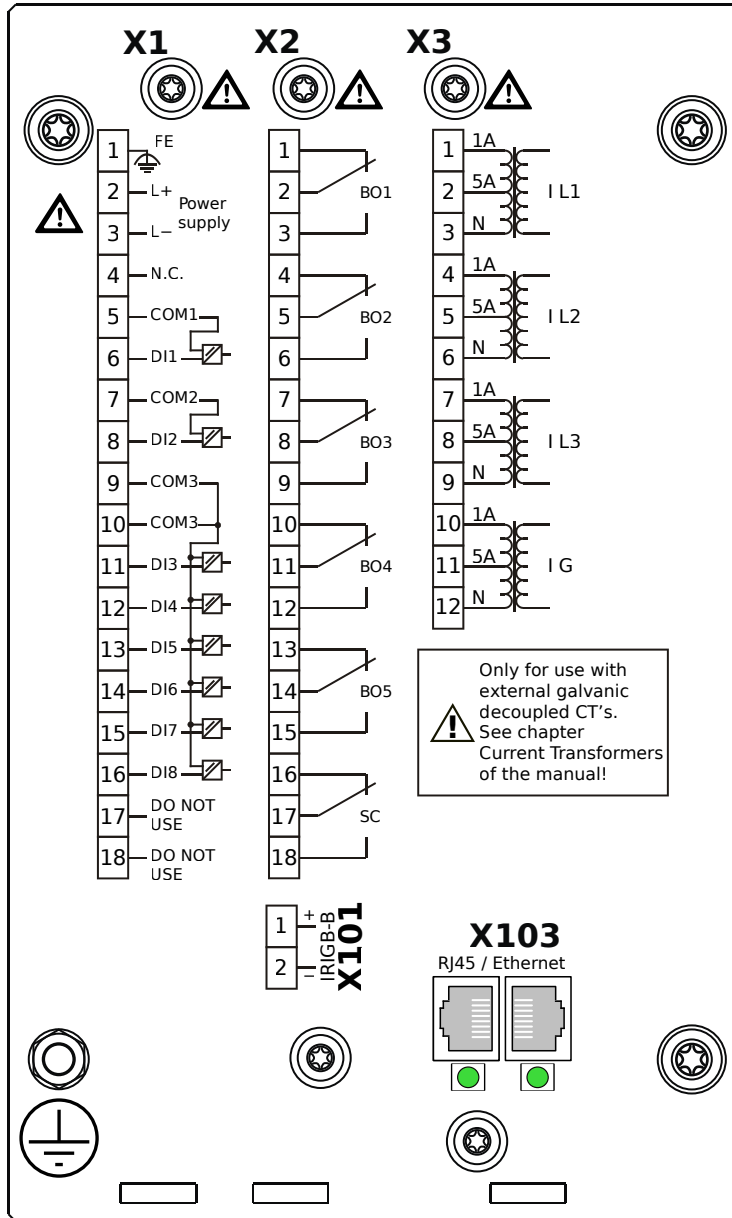 X1
X2
X3
1 FE
2 L+
Power
supply
3 L−
4 N.C.
5 COM1
6 DI1
7 COM2
8 DI2
9 COM3
10 COM3
11 DI3
12 DI4
13 DI5
14 DI6
15 DI7
16 DI8
17 DO NOT
USE
18 DO NOT
USE
1
2 BO1
3
4
5 BO2
6
7
8 BO3
9
10
11 BO4
12
13
14 BO5
15
16
17 SC
18
1 1A
2 5A I L1
3 N
4 1A
5 5A I L2
6 N
7 1A
8 5A I L3
9 N
10 1A
11 5A I G
12 N
!
!
!
!
!
Only for use with
external galvanic
decoupled CT's.
See chapter
Current Transformers
of the manual!
1 +
2 −
IRIGB-B
X101
X103
RJ45 / Ethernet